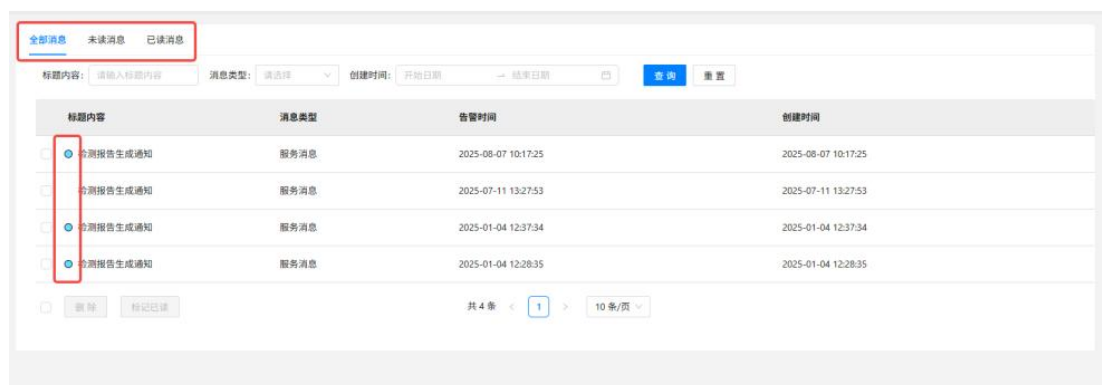 全部消息 未读消息 已读消息
标题内容: 请输入标题内容 消息类型: 请选择 创建时间: 开始日期 → 结束日期 查询 重置
标题内容 消息类型 告警时间 创建时间
检测报告生成通知 服务消息 2025-08-07 10:17:25 2025-08-07 10:17:25
检测报告生成通知 服务消息 2025-07-11 13:27:53 2025-07-11 13:27:53
检测报告生成通知 服务消息 2025-01-04 12:37:34 2025-01-04 12:37:34
检测报告生成通知 服务消息 2025-01-04 12:28:35 2025-01-04 12:28:35
删除 标记已读 共 4 条 < 1 > 10 条/页